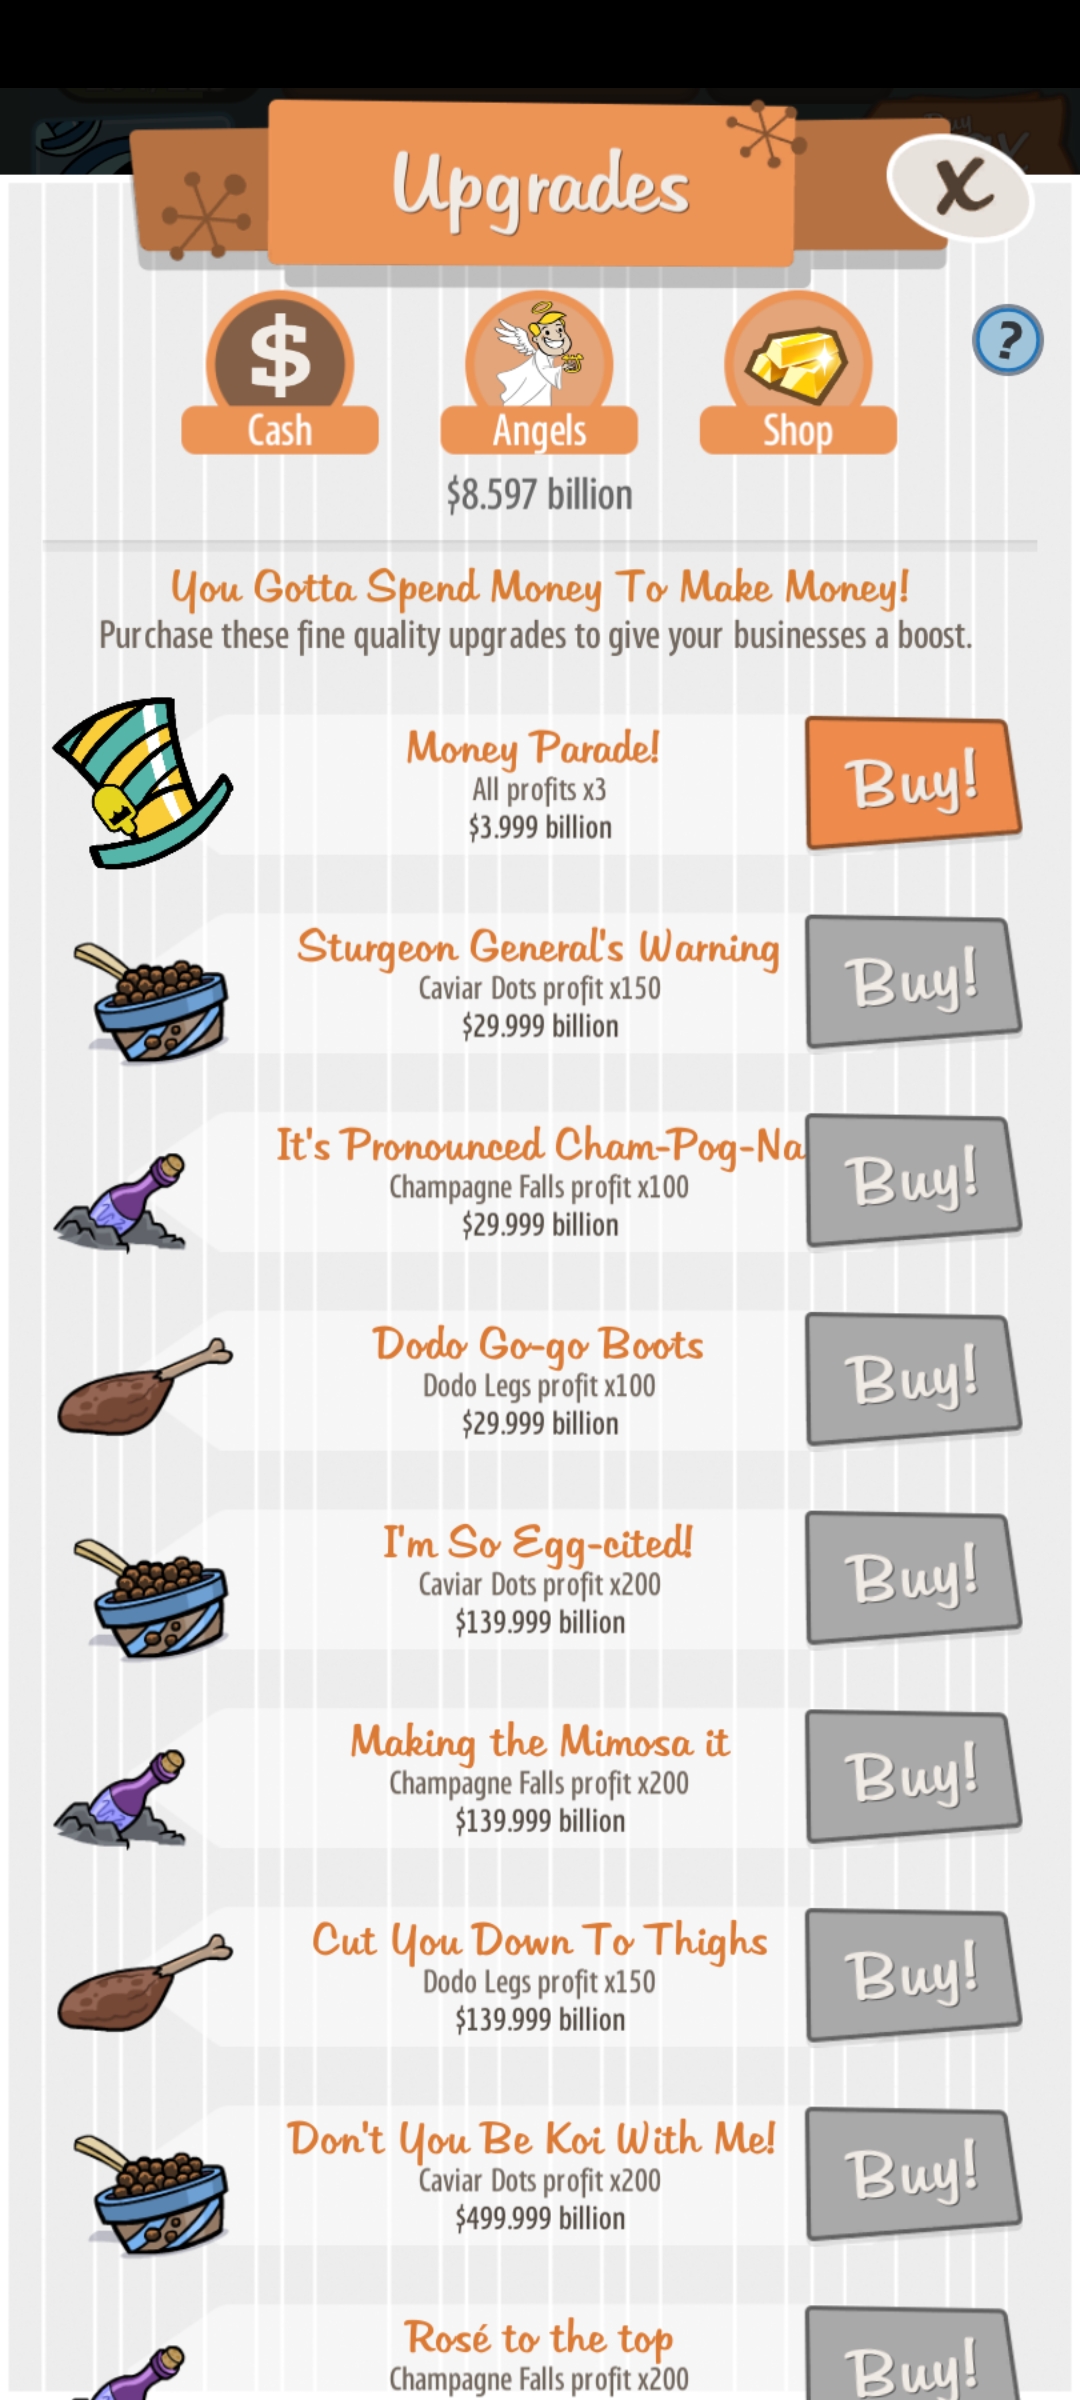 Upgrades
X
$
?
Cash
Angels
Shop
$8.597 billion
You Gotta Spend Money To Make Money!
Purchase these fine quality upgrades to give your businesses a boost.
Money Parade!
All profits x3
$3.999 billion
Buy!
Sturgeon General's Warning
Caviar Dots profit x150
$29.999 billion
Buy!
It's Pronounced Cham-Pog-Na
Champagne Falls profit x100
$29.999 billion
Buy!
Dodo Go-go Boots
Dodo Legs profit x100
$29.999 billion
Buy!
I'm So Egg-cited!
Caviar Dots profit x200
$139.999 billion
Buy!
Making the Mimosa it
Champagne Falls profit x200
$139.999 billion
Buy!
Cut You Down To Thighs
Dodo Legs profit x150
$139.999 billion
Buy!
Don't You Be Koi With Me!
Caviar Dots profit x200
$499.999 billion
Buy!
Rosé to the top
Champagne Falls profit x200
Buy!